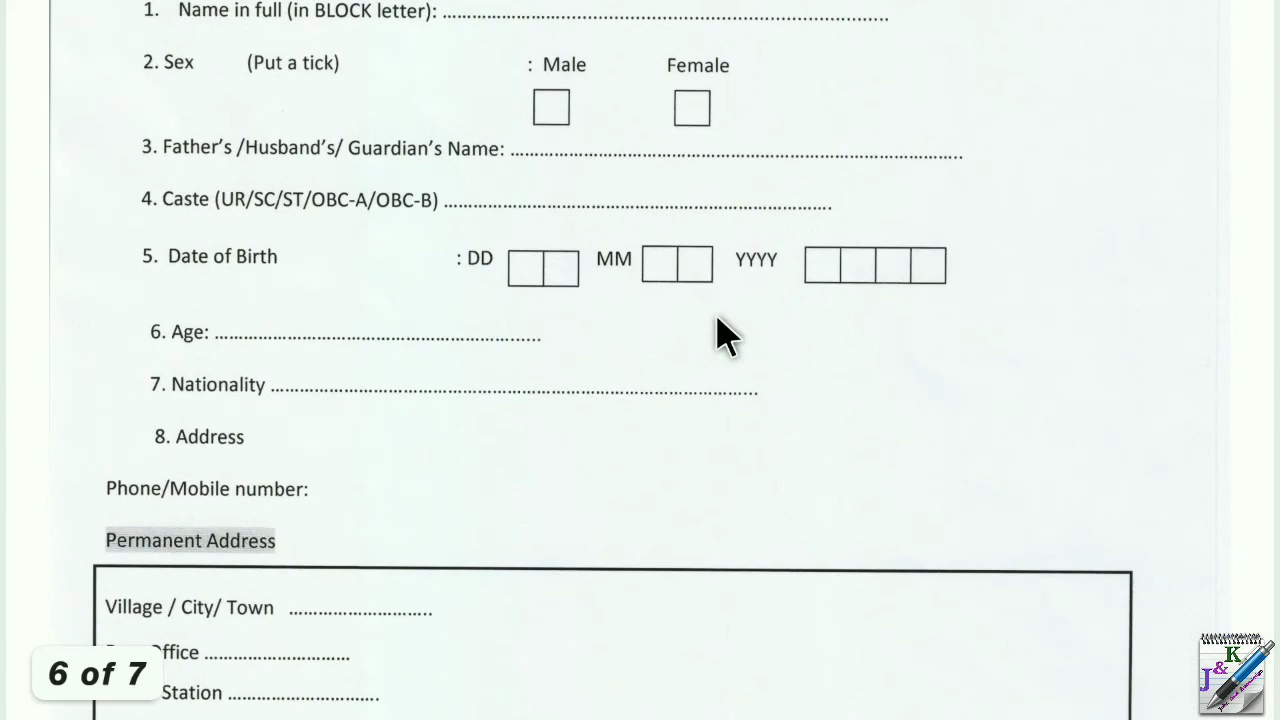 1. Name in full (in BLOCK letter): ................................................................................
2. Sex (Put a tick) : Male Female
3. Father's /Husband's/ Guardian's Name: ................................................................................
4. Caste (UR/SC/ST/OBC-A/OBC-B) ......................................................................
5. Date of Birth : DD MM YYYY
6. Age: ..........................................................
7. Nationality .......................................................................................
8. Address
Phone/Mobile number:
Permanent Address
Village / City/ Town ..........................
Office ..........................
Station ...........................
6 of 7
J & K